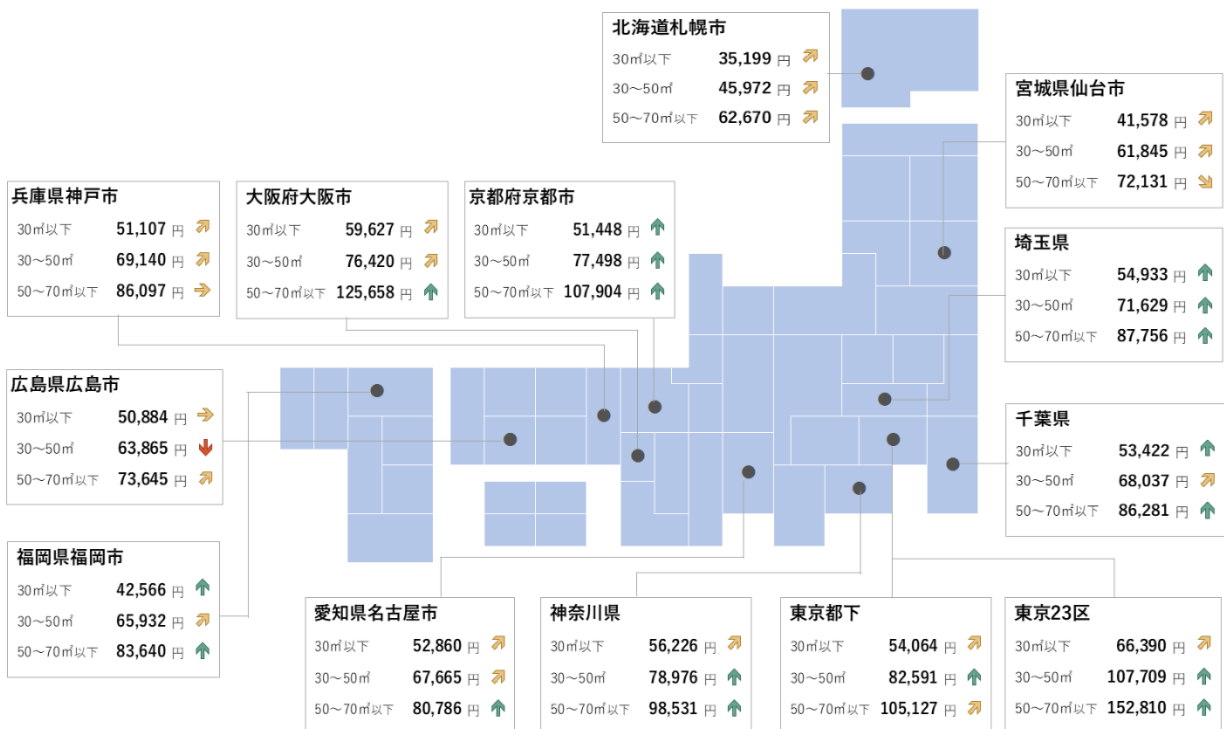 北海道札幌市
30㎡以下 35,199 円
30～50㎡ 45,972 円
50～70㎡以下 62,670 円
宮城県仙台市
30㎡以下 41,578 円
30～50㎡ 61,845 円
50～70㎡以下 72,131 円
兵庫県神戸市
30㎡以下 51,107 円
30～50㎡ 69,140 円
50～70㎡以下 86,097 円
大阪府大阪市
30㎡以下 59,627 円
30～50㎡ 76,420 円
50～70㎡以下 125,658 円
京都府京都市
30㎡以下 51,448 円
30～50㎡ 77,498 円
50～70㎡以下 107,904 円
埼玉県
30㎡以下 54,933 円
30～50㎡ 71,629 円
50～70㎡以下 87,756 円
広島県広島市
30㎡以下 50,884 円
30～50㎡ 63,865 円
50～70㎡以下 73,645 円
千葉県
30㎡以下 53,422 円
30～50㎡ 68,037 円
50～70㎡以下 86,281 円
福岡県福岡市
30㎡以下 42,566 円
30～50㎡ 65,932 円
50～70㎡以下 83,640 円
愛知県名古屋市
30㎡以下 52,860 円
30～50㎡ 67,665 円
50～70㎡以下 80,786 円
神奈川県
30㎡以下 56,226 円
30～50㎡ 78,976 円
50～70㎡以下 98,531 円
東京都下
30㎡以下 54,064 円
30～50㎡ 82,591 円
50～70㎡以下 105,127 円
東京23区
30㎡以下 66,390 円
30～50㎡ 107,709 円
50～70㎡以下 152,810 円